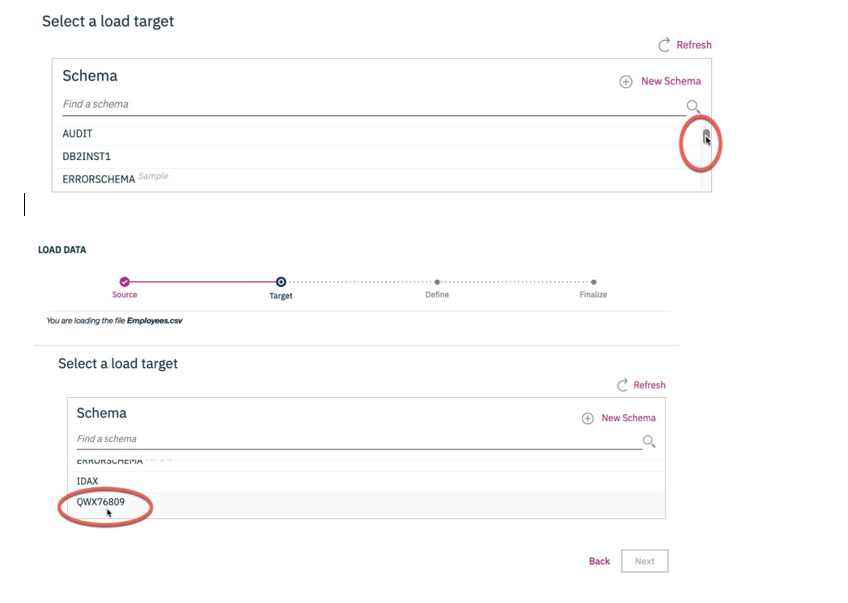 Select a load target
Refresh
Schema
New Schema
Find a schema
AUDIT
DB2INST1
ERRORSCHEMA Sample
LOAD DATA
Source Target Define Finalize
You are loading the file Employees.csv
Select a load target
Refresh
Schema
New Schema
Find a schema
ERRORSCHEMA
IDAX
QWX76809
Back Next